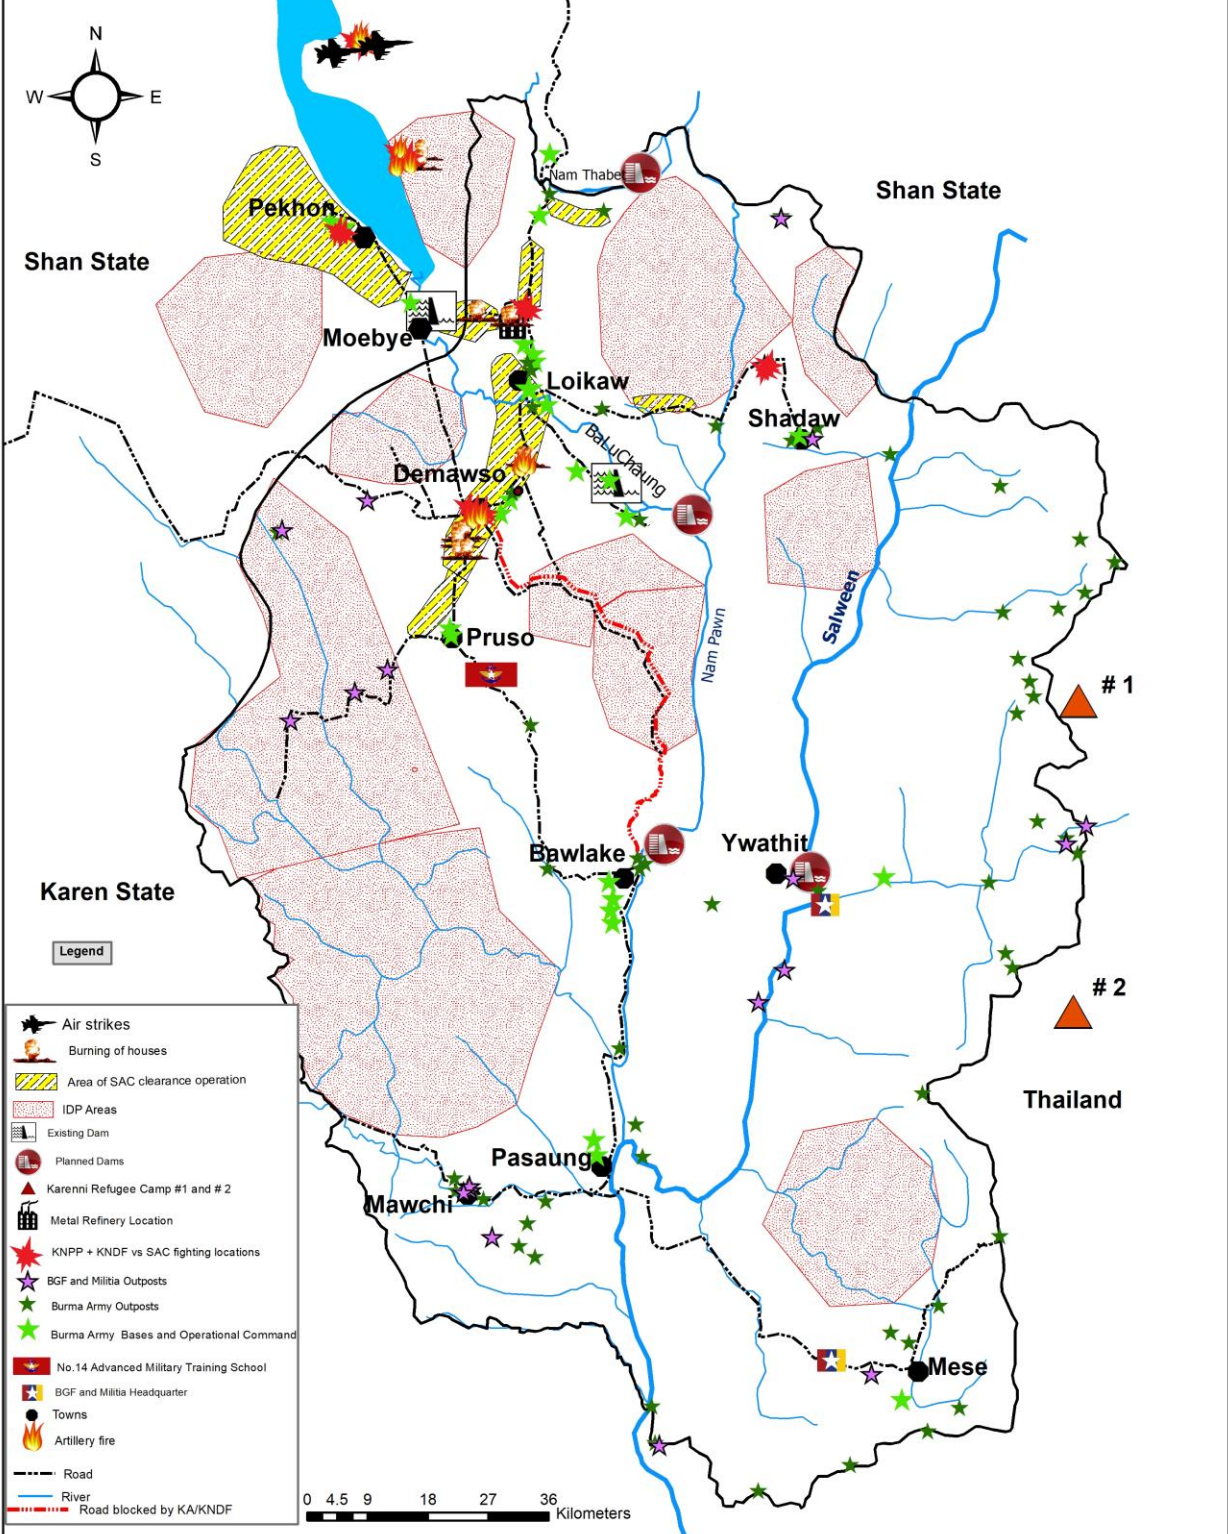 N
W
E
S
Nam Thabet
Shan State
Pekhon
Shan State
Moebye
Loikaw
Shadaw
BaLuChaung
Demawso
Salween
Pruso
Nam Pawn
# 1
Ywathit
Bawlake
Karen State
Legend
# 2
Thailand
Air strikes
Burning of houses
Area of SAC clearance operation
IDP Areas
Existing Dam
Planned Dams
Karenni Refugee Camp #1 and # 2
Metal Refinery Location
KNPP + KNDF vs SAC fighting locations
BGF and Militia Outposts
Burma Army Outposts
Burma Army Bases and Operational Command
No.14 Advanced Military Training School
BGF and Militia Headquarter
Towns
Artillery fire
Road
River
Road blocked by KA/KNDF
Pasaung
Mawchi
Mese
0 4.5 9 18 27 36
Kilometers